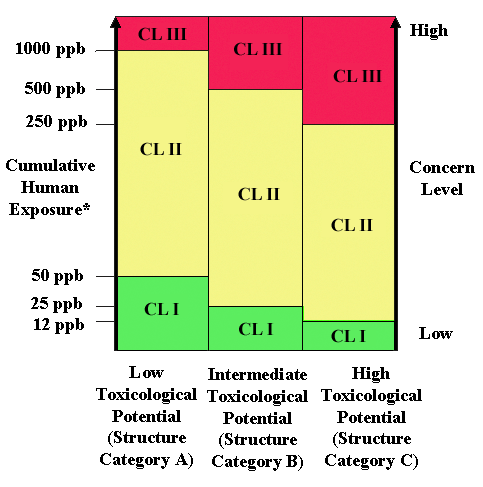 CL III
High
1000 ppb
CL III
500 ppb
CL III
250 ppb
CL II
Cumulative
Human
Exposure*
Concern
Level
CL II
CL II
50 ppb
CL I
25 ppb
12 ppb
CL I
CL I
Low
Low
Toxicological
Potential
(Structure
Category A)
Intermediate
Toxicological
Potential
(Structure
Category B)
High
Toxicological
Potential
(Structure
Category C)